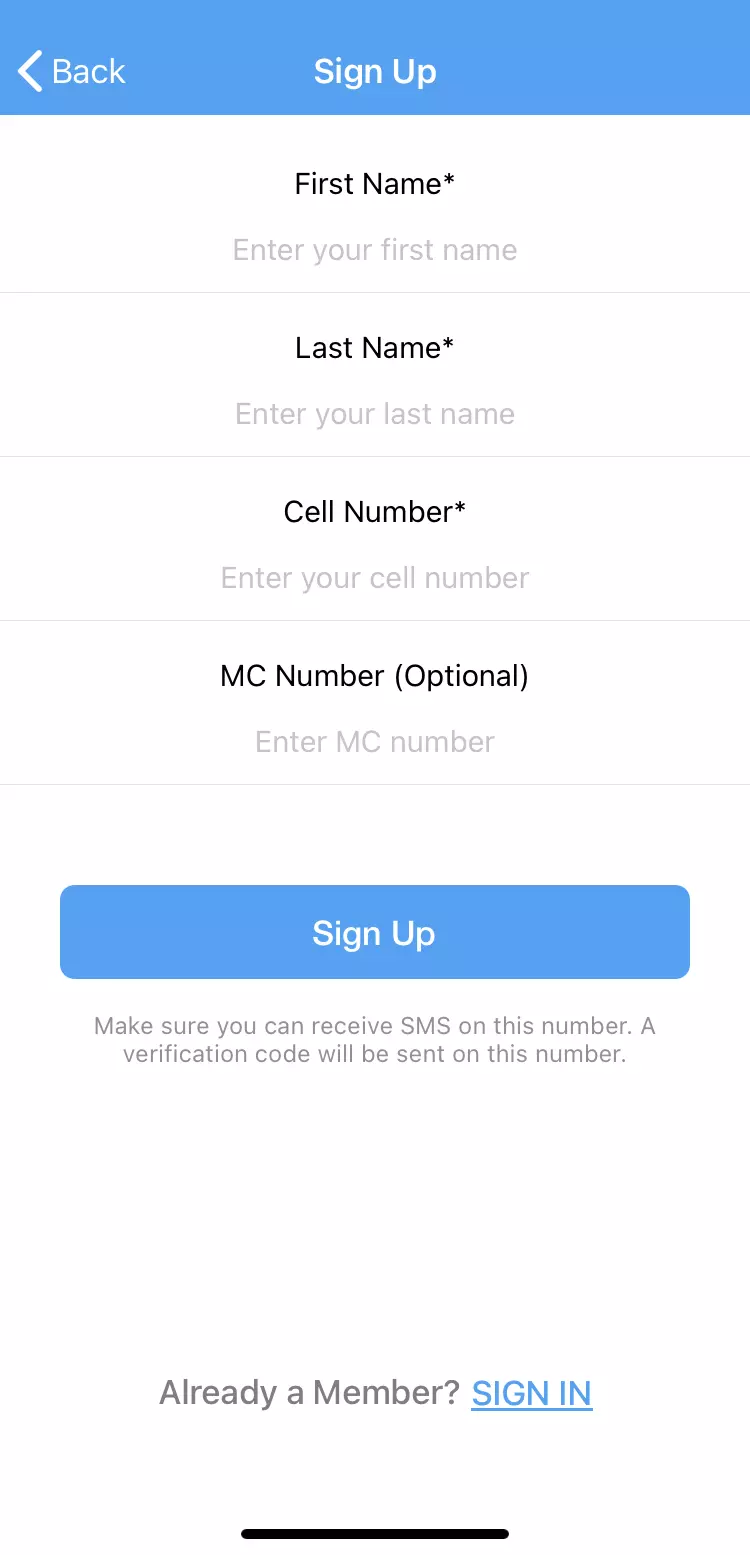 Back
Sign Up
First Name*
Enter your first name
Last Name*
Enter your last name
Cell Number*
Enter your cell number
MC Number (Optional)
Enter MC number
Sign Up
Make sure you can receive SMS on this number. A
verification code will be sent on this number.
Already a Member? SIGN IN